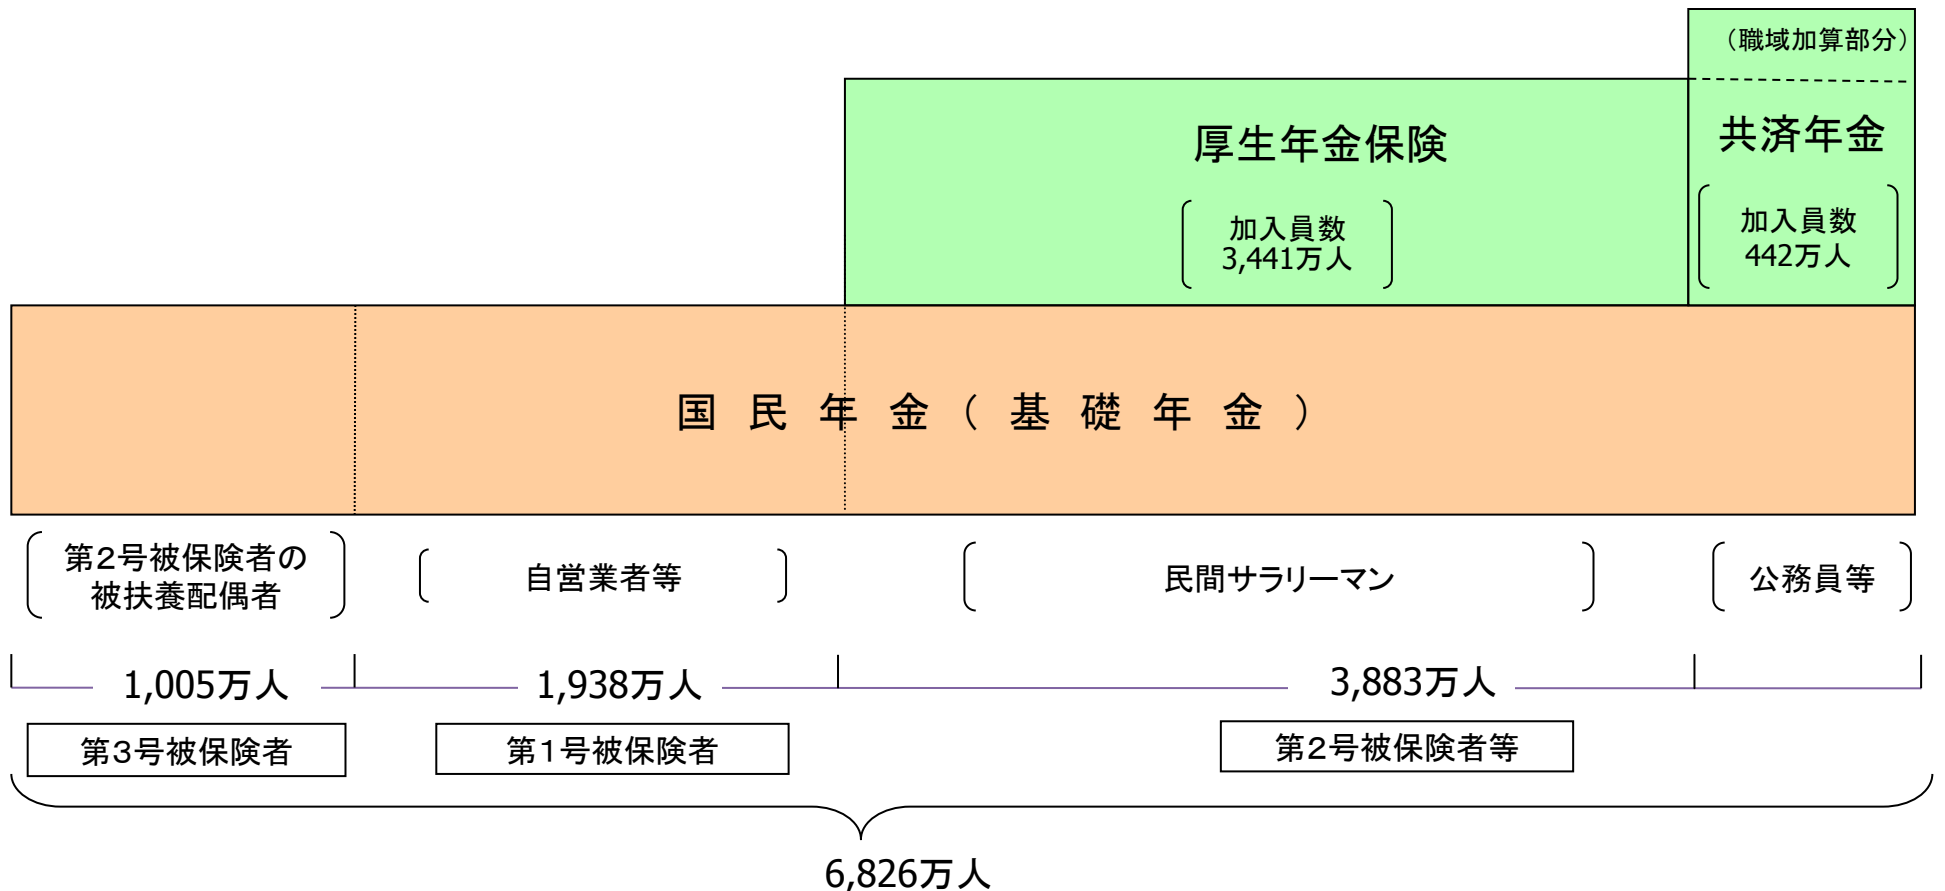 （職域加算部分）
厚生年金保険
共済年金
加入員数
3,441万人
加入員数
442万人
国民年金（基礎年金）
第２号被保険者の
被扶養配偶者
自営業者等
民間サラリーマン
公務員等
1,005万人
1,938万人
3,883万人
第３号被保険者
第１号被保険者
第２号被保険者等
6,826万人